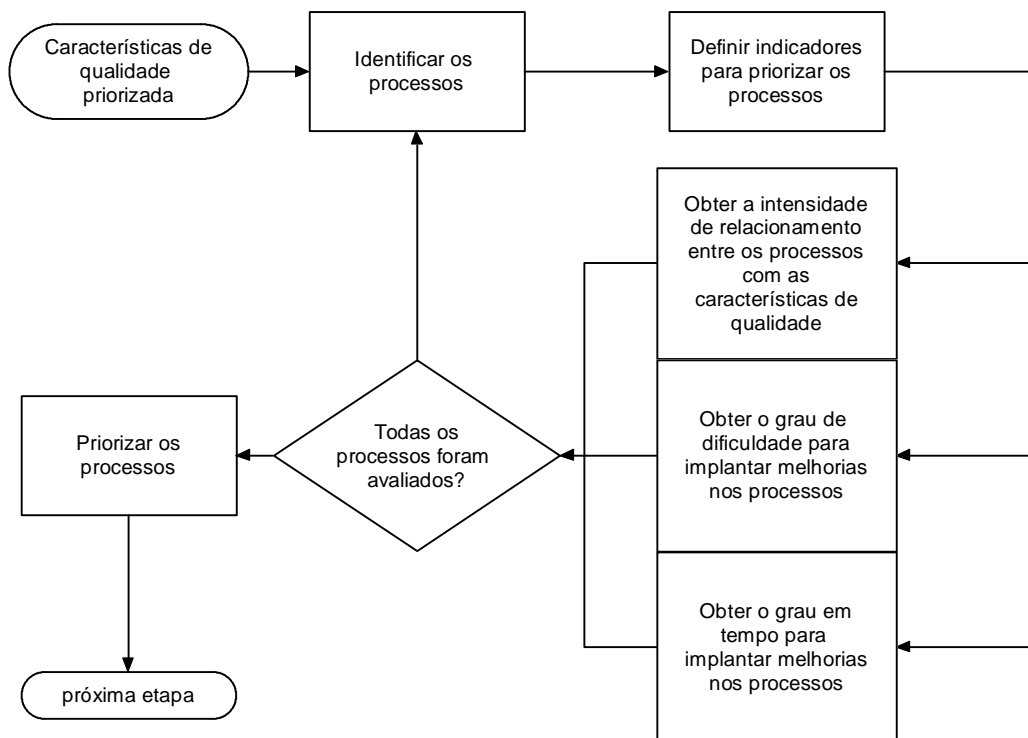 Características de
qualidade
priorizada
Identificar os
processos
Definir indicadores
para priorizar os
processos
Obter a intensidade
de relacionamento
entre os processos
com as
características de
qualidade
Obter o grau de
dificuldade para
implantar melhorias
nos processos
Obter o grau em
tempo para
implantar melhorias
nos processos
Todas os
processos foram
avaliados?
Priorizar os
processos
próxima etapa